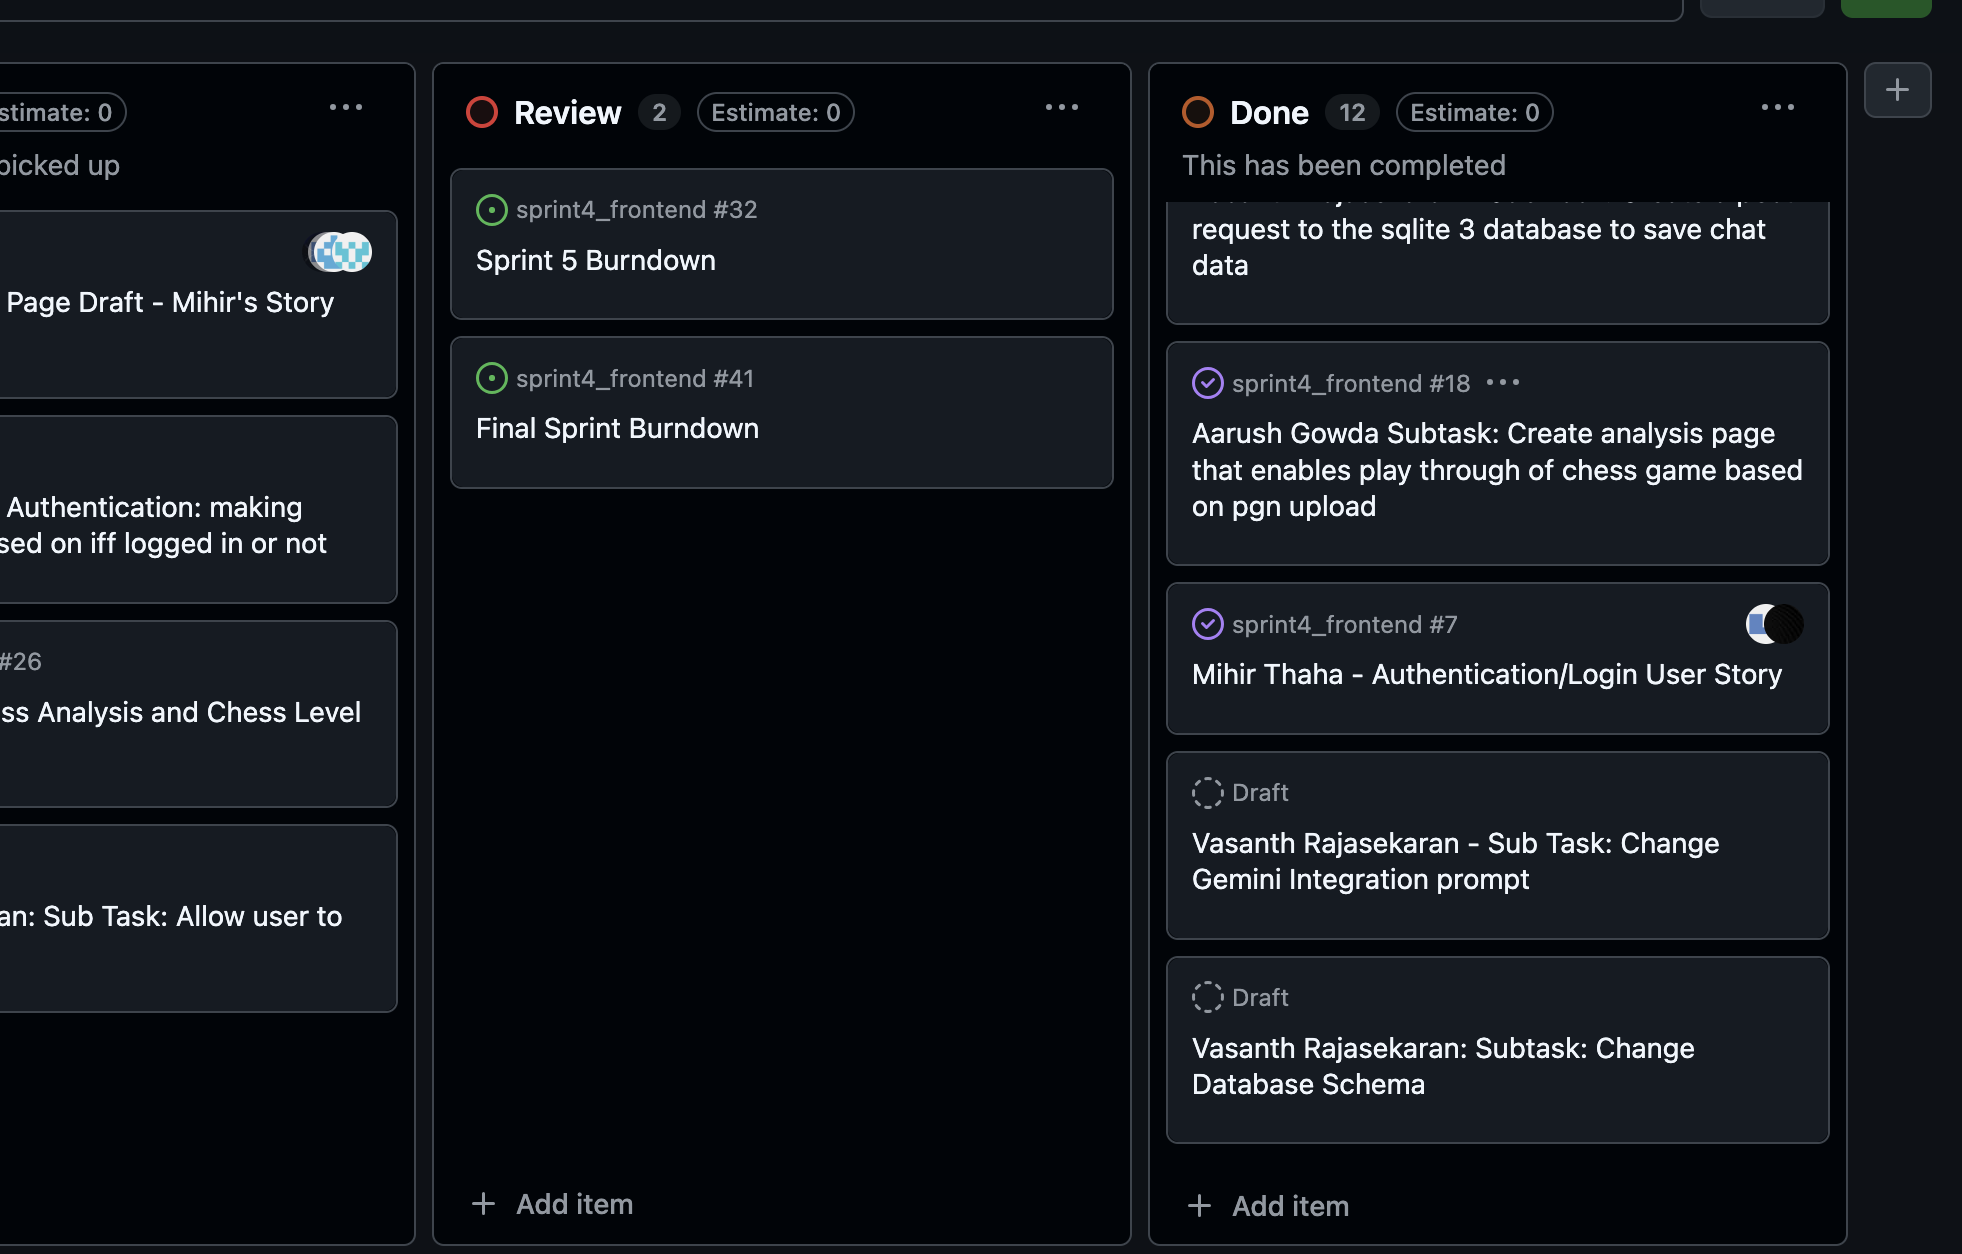 stimate: 0
picked up
Page Draft - Mihir's Story
Authentication: making
sed on iff logged in or not
#26
ss Analysis and Chess Level
an: Sub Task: Allow user to
Review 2 Estimate: 0
sprint4_frontend #32
Sprint 5 Burndown
sprint4_frontend #41
Final Sprint Burndown
Add item
Done 12 Estimate: 0
This has been completed
request to the sqlite 3 database to save chat
data
sprint4_frontend #18
Aarush Gowda Subtask: Create analysis page
that enables play through of chess game based
on pgn upload
sprint4_frontend #7
Mihir Thaha - Authentication/Login User Story
Draft
Vasanth Rajasekaran - Sub Task: Change
Gemini Integration prompt
Draft
Vasanth Rajasekaran: Subtask: Change
Database Schema
Add item